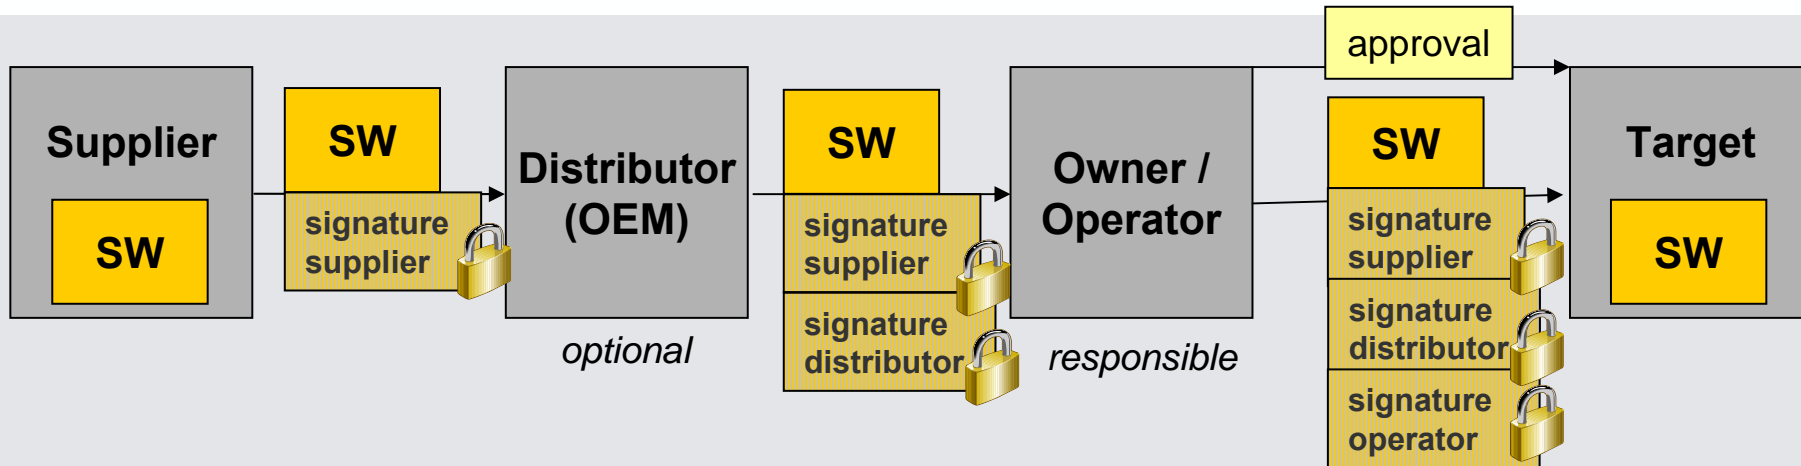 Supplier
SW
SW
signature
supplier
Distributor
(OEM)
optional
SW
signature
supplier
signature
distributor
Owner /
Operator
responsible
approval
SW
signature
supplier
signature
distributor
signature
operator
Target
SW